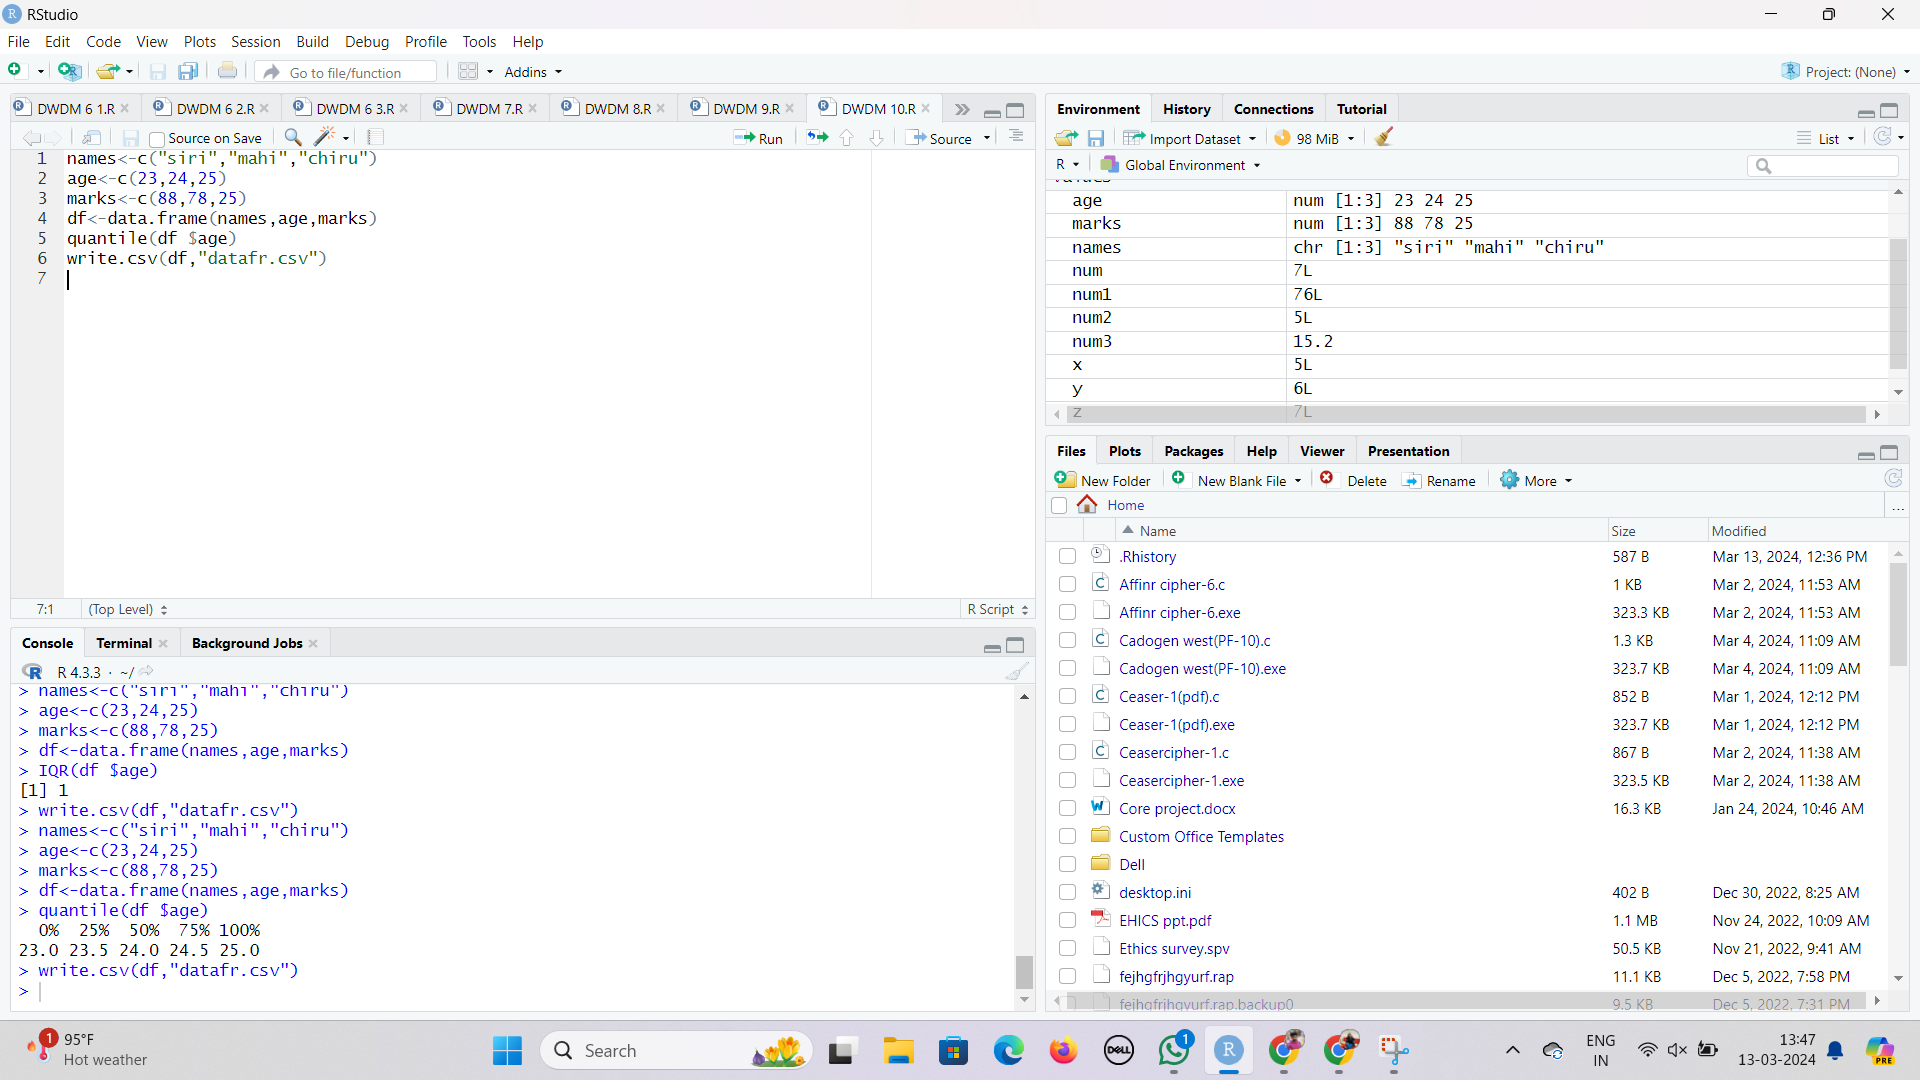 RStudio
File Edit Code View Plots Session Build Debug Profile Tools Help
Go to file/function Addins Project: (None)
DWDM 6 1.R DWDM 6 2.R DWDM 6 3.R DWDM 7.R DWDM 8.R DWDM 9.R DWDM 10.R
Source on Save Run Source
1 names<-c("siri","mahi","chiru")
2 age<-c(23,24,25)
3 marks<-c(88,78,25)
4 df<-data.frame(names,age,marks)
5 quantile(df $age)
6 write.csv(df,"datafr.csv")
7
7:1 (Top Level) R Script
Console Terminal Background Jobs
R 4.3.3 · ~/
> names<-c("siri","mahi","chiru")
> age<-c(23,24,25)
> marks<-c(88,78,25)
> df<-data.frame(names,age,marks)
> IQR(df $age)
[1] 1
> write.csv(df,"datafr.csv")
> names<-c("siri","mahi","chiru")
> age<-c(23,24,25)
> marks<-c(88,78,25)
> df<-data.frame(names,age,marks)
> quantile(df $age)
0% 25% 50% 75% 100%
23.0 23.5 24.0 24.5 25.0
> write.csv(df,"datafr.csv")
>
Environment History Connections Tutorial
Import Dataset 98 MiB List
R Global Environment
values
age num [1:3] 23 24 25
marks num [1:3] 88 78 25
names chr [1:3] "siri" "mahi" "chiru"
num 7L
num1 76L
num2 5L
num3 15.2
x 5L
y 6L
z 7L
Files Plots Packages Help Viewer Presentation
New Folder New Blank File Delete Rename More
Home ...
Name Size Modified
.Rhistory 587 B Mar 13, 2024, 12:36 PM
Affinr cipher-6.c 1 KB Mar 2, 2024, 11:53 AM
Affinr cipher-6.exe 323.3 KB Mar 2, 2024, 11:53 AM
Cadogen west(PF-10).c 1.3 KB Mar 4, 2024, 11:09 AM
Cadogen west(PF-10).exe 323.7 KB Mar 4, 2024, 11:09 AM
Ceaser-1(pdf).c 852 B Mar 1, 2024, 12:12 PM
Ceaser-1(pdf).exe 323.7 KB Mar 1, 2024, 12:12 PM
Ceasercipher-1.c 867 B Mar 2, 2024, 11:38 AM
Ceasercipher-1.exe 323.5 KB Mar 2, 2024, 11:38 AM
Core project.docx 16.3 KB Jan 24, 2024, 10:46 AM
Custom Office Templates
Dell
desktop.ini 402 B Dec 30, 2022, 8:25 AM
EHICS ppt.pdf 1.1 MB Nov 24, 2022, 10:09 AM
Ethics survey.spv 50.5 KB Nov 21, 2022, 9:41 AM
fejhgfrjhgyurf.rap 11.1 KB Dec 5, 2022, 7:58 PM
fejhgfrjhgyurf.rap.backup0 9.5 KB Dec 5, 2022, 7:31 PM
1 95°F
Hot weather
Search
DELL
1
R
ENG
IN
13:47
13-03-2024
PRE